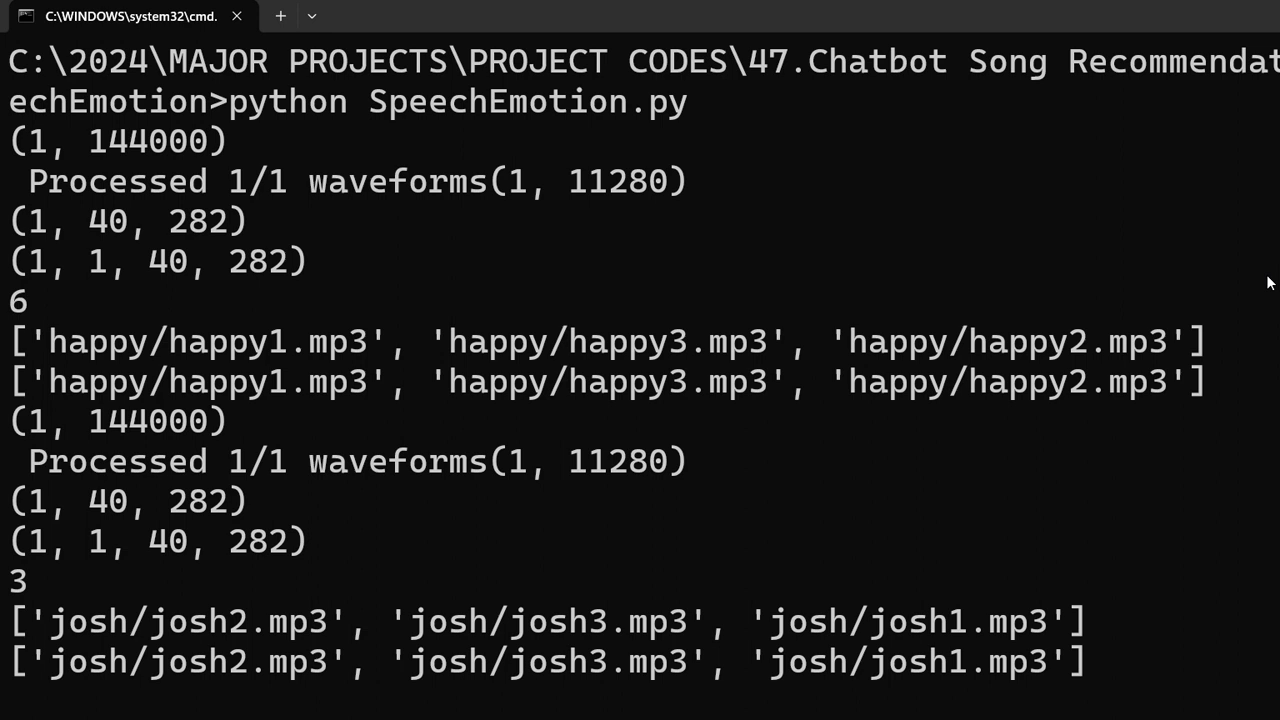 C:\WINDOWS\system32\cmd.
C:\2024\MAJOR PROJECTS\PROJECT CODES\47.Chatbot Song Recommendat
echEmotion>python SpeechEmotion.py
(1, 144000)
 Processed 1/1 waveforms(1, 11280)
(1, 40, 282)
(1, 1, 40, 282)
6
['happy/happy1.mp3', 'happy/happy3.mp3', 'happy/happy2.mp3']
['happy/happy1.mp3', 'happy/happy3.mp3', 'happy/happy2.mp3']
(1, 144000)
 Processed 1/1 waveforms(1, 11280)
(1, 40, 282)
(1, 1, 40, 282)
3
['josh/josh2.mp3', 'josh/josh3.mp3', 'josh/josh1.mp3']
['josh/josh2.mp3', 'josh/josh3.mp3', 'josh/josh1.mp3']